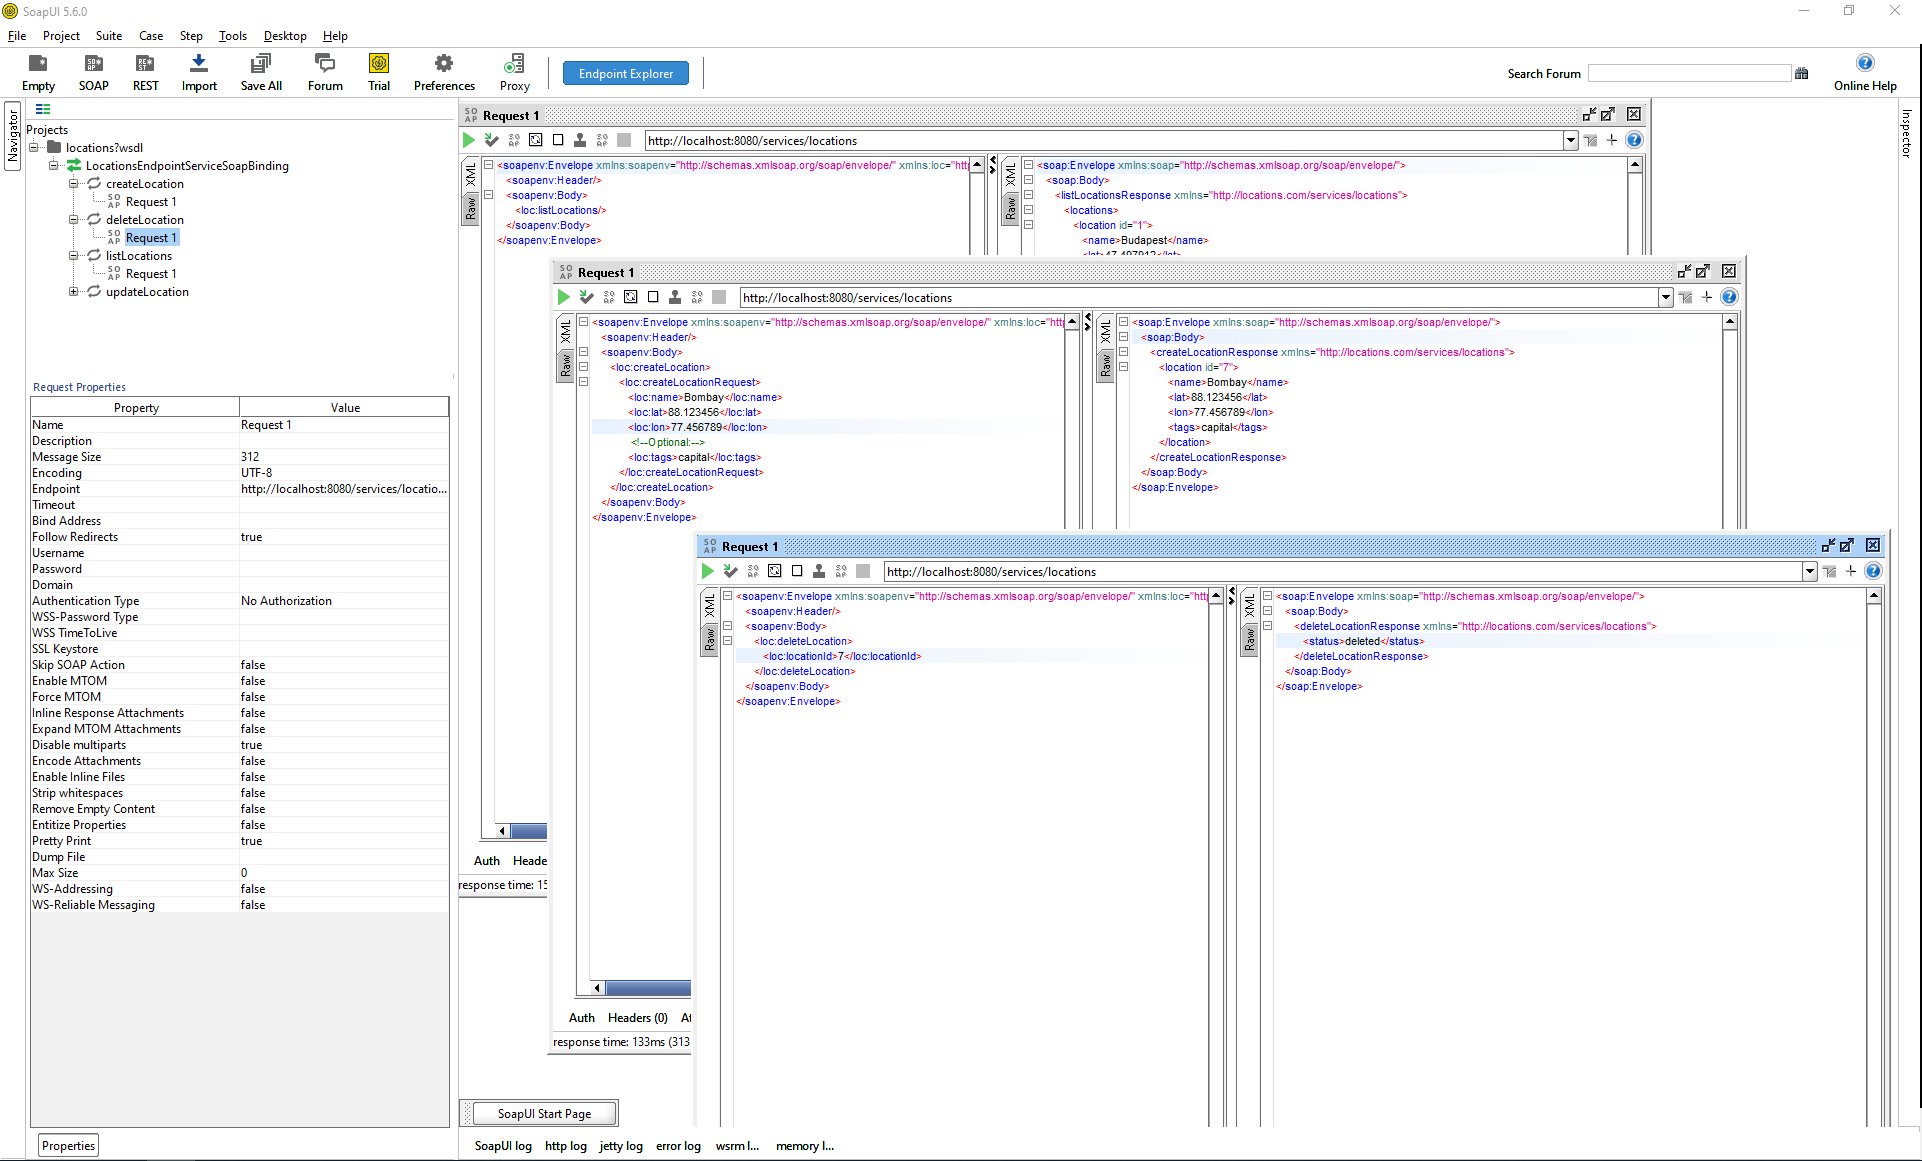 SoapUI 5.6.0
File Project Suite Case Step Tools Desktop Help
Empty SOAP REST Import Save All Forum Trial Preferences Proxy Endpoint Explorer Search Forum Online Help
Navigator
Inspector
Projects
locations?wsdl
LocationsEndpointServiceSoapBinding
createLocation
Request 1
deleteLocation
Request 1
listLocations
Request 1
updateLocation
Request Properties
Property Value
Name Request 1
Description
Message Size 312
Encoding UTF-8
Endpoint http://localhost:8080/services/locatio...
Timeout
Bind Address
Follow Redirects true
Username
Password
Domain
Authentication Type No Authorization
WSS-Password Type
WSS TimeToLive
SSL Keystore
Skip SOAP Action false
Enable MTOM false
Force MTOM false
Inline Response Attachments false
Expand MTOM Attachments false
Disable multiparts true
Encode Attachments false
Enable Inline Files false
Strip whitespaces false
Remove Empty Content false
Entitize Properties false
Pretty Print true
Dump File
Max Size 0
WS-Addressing false
WS-Reliable Messaging false
Properties
Request 1
http://localhost:8080/services/locations
XML
Raw
<soapenv:Envelope xmlns:soapenv="http://schemas.xmlsoap.org/soap/envelope/" xmlns:loc="htt
<soapenv:Header/>
<soapenv:Body>
<loc:listLocations/>
</soapenv:Body>
</soapenv:Envelope>
XML
Raw
<soap:Envelope xmlns:soap="http://schemas.xmlsoap.org/soap/envelope/">
<soap:Body>
<listLocationsResponse xmlns="http://locations.com/services/locations">
<locations>
<location id="1">
<name>Budapest</name>
<lat>47.497912</lat>
Auth Heade
response time: 15
Request 1
http://localhost:8080/services/locations
XML
Raw
<soapenv:Envelope xmlns:soapenv="http://schemas.xmlsoap.org/soap/envelope/" xmlns:loc="htt
<soapenv:Header/>
<soapenv:Body>
<loc:createLocation>
<loc:createLocationRequest>
<loc:name>Bombay</loc:name>
<loc:lat>88.123456</loc:lat>
<loc:lon>77.456789</loc:lon>
<!--Optional:-->
<loc:tags>capital</loc:tags>
</loc:createLocationRequest>
</loc:createLocation>
</soapenv:Body>
</soapenv:Envelope>
XML
Raw
<soap:Envelope xmlns:soap="http://schemas.xmlsoap.org/soap/envelope/">
<soap:Body>
<createLocationResponse xmlns="http://locations.com/services/locations">
<location id="7">
<name>Bombay</name>
<lat>88.123456</lat>
<lon>77.456789</lon>
<tags>capital</tags>
</location>
</createLocationResponse>
</soap:Body>
</soap:Envelope>
Auth Headers (0) At
response time: 133ms (313
Request 1
http://localhost:8080/services/locations
XML
Raw
<soapenv:Envelope xmlns:soapenv="http://schemas.xmlsoap.org/soap/envelope/" xmlns:loc="htt
<soapenv:Header/>
<soapenv:Body>
<loc:deleteLocation>
<loc:locationId>7</loc:locationId>
</loc:deleteLocation>
</soapenv:Body>
</soapenv:Envelope>
XML
Raw
<soap:Envelope xmlns:soap="http://schemas.xmlsoap.org/soap/envelope/">
<soap:Body>
<deleteLocationResponse xmlns="http://locations.com/services/locations">
<status>deleted</status>
</deleteLocationResponse>
</soap:Body>
</soap:Envelope>
SoapUI Start Page
SoapUI log http log jetty log error log wsrm l... memory l...